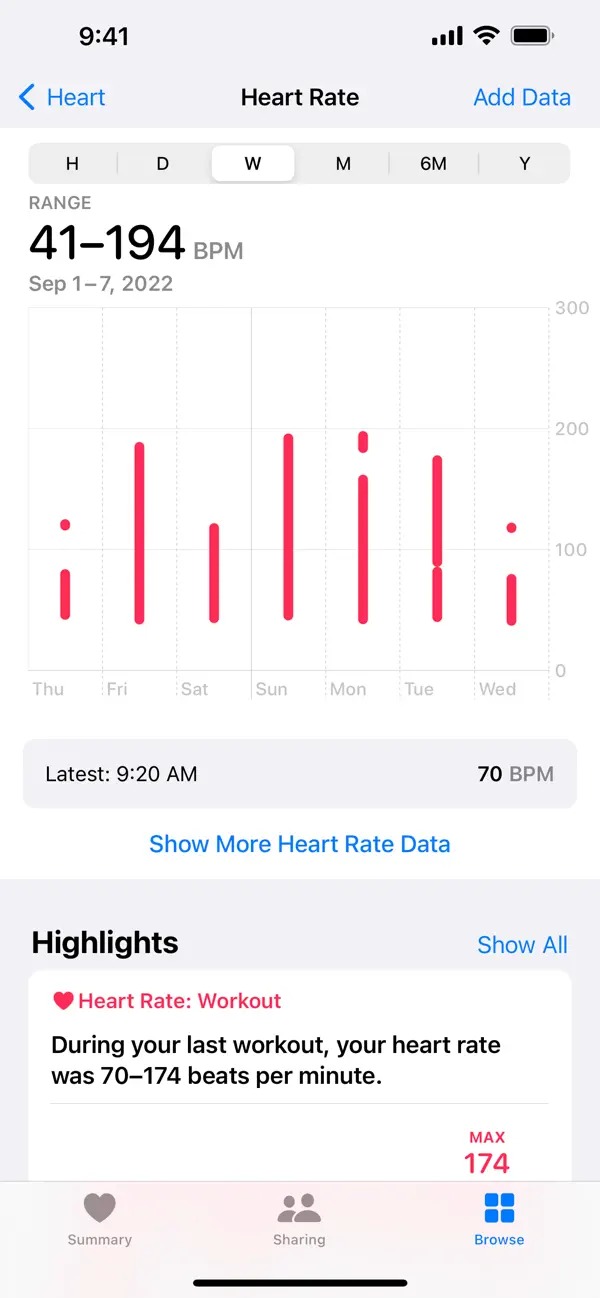 9:41
Heart
Heart Rate
Add Data
H D W M 6M Y
RANGE
41–194 BPM
Sep 1–7, 2022
300
200
100
0
Thu Fri Sat Sun Mon Tue Wed
Latest: 9:20 AM 70 BPM
Show More Heart Rate Data
Highlights
Show All
Heart Rate: Workout
During your last workout, your heart rate
was 70–174 beats per minute.
MAX
174
Summary
Sharing
Browse